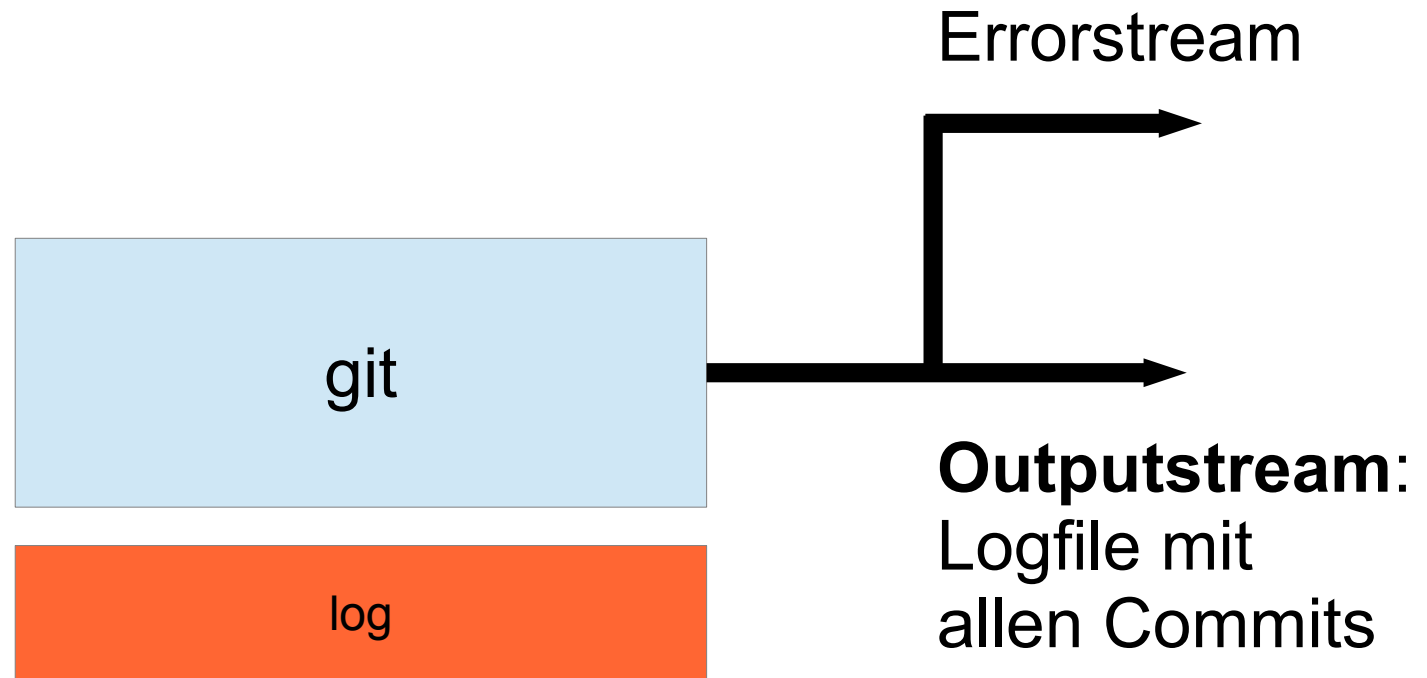 Errorstream
git
Outputstream:
Logfile mit
allen Commits
log